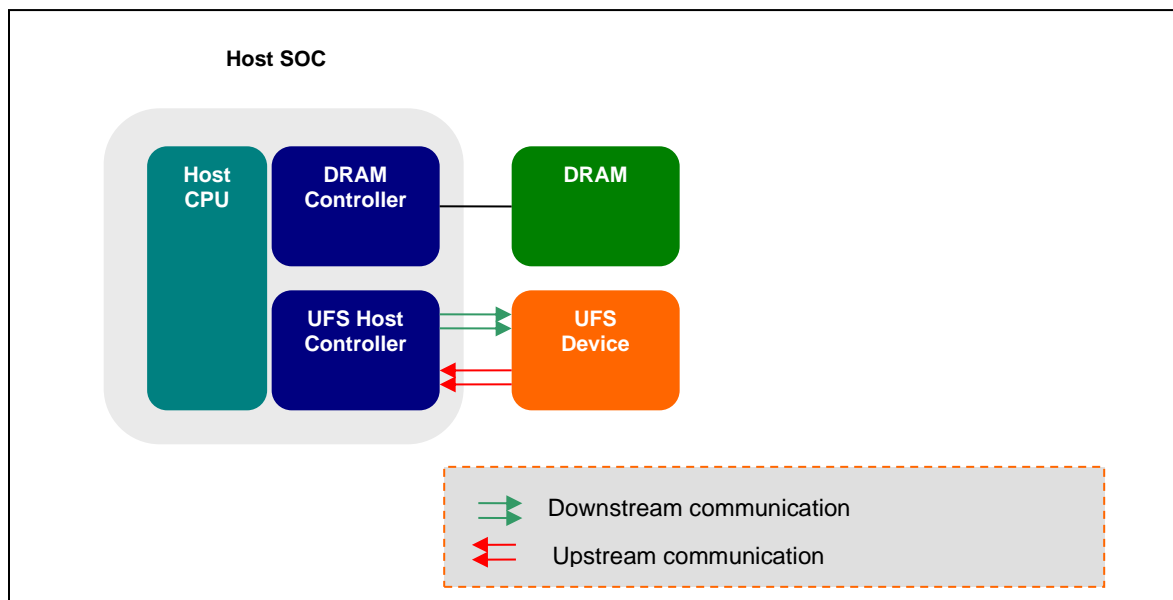 Host SOC
Host
CPU
DRAM
Controller
DRAM
UFS Host
Controller
UFS
Device
Downstream communication
Upstream communication